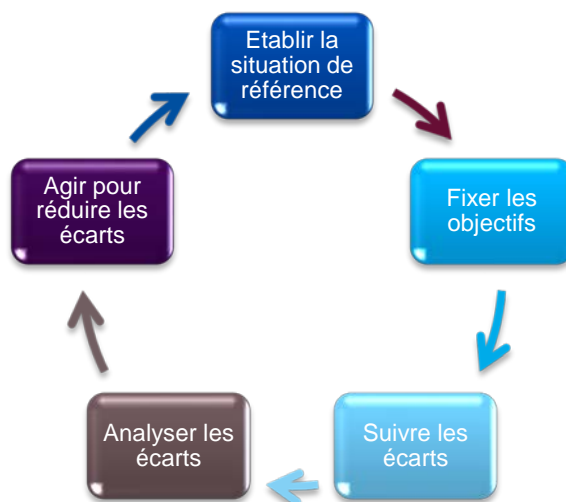 Etablir la
situation de
référence
Fixer les
objectifs
Suivre les
écarts
Analyser les
écarts
Agir pour
réduire les
écarts